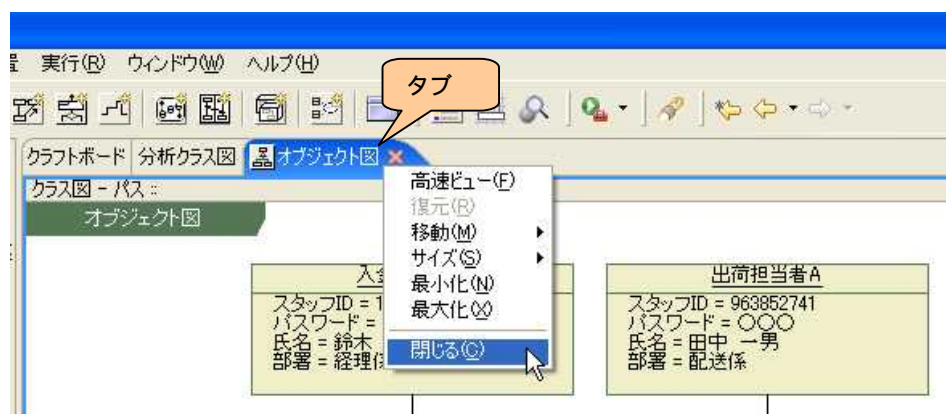 実行(R) ウィンドウ(W) ヘルプ(H)
タブ
クラフトボード 分析クラス図 オブジェクト図
クラス図 - パス ::
オブジェクト図
高速ビュー(F)
復元(R)
移動(M)
サイズ(S)
最小化(N)
最大化(X)
閉じる(C)
スタッフID = 1
パスワード =
氏名 = 鈴木
部署 = 経理係
出荷担当者A
スタッフID = 963852741
パスワード = ○○○
氏名 = 田中 一男
部署 = 配送係